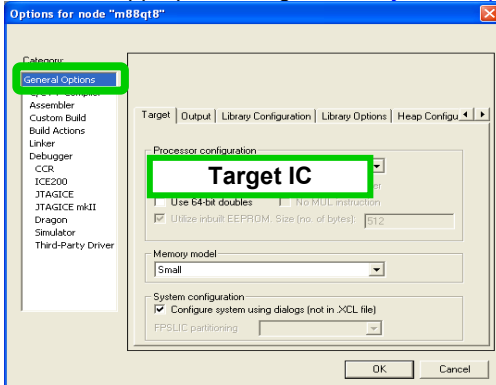 Options for node "m88qt8"
Category:
General Options
Assembler
Custom Build
Build Actions
Linker
Debugger
CCR
ICE200
JTAGICE
JTAGICE mkII
Dragon
Simulator
Third-Party Driver
Target Output Library Configuration Library Options Heap Configu
Processor configuration
Target IC
Use 64-bit doubles No MUL instruction
Utilize inbuilt EEPROM, Size (no. of bytes): 512
Memory model
Small
System configuration
Configure system using dialogs (not in .XCL file)
FPSLIC partitioning
OK Cancel